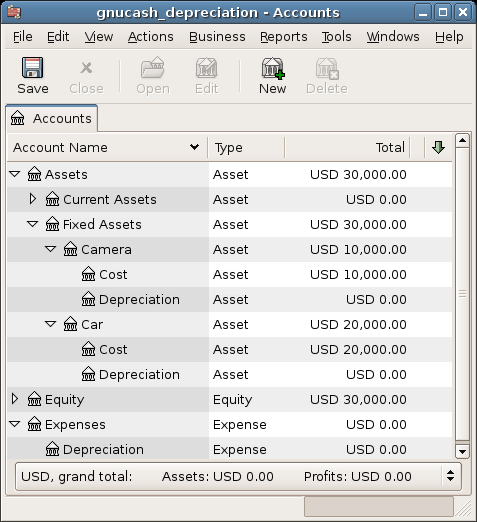 gnucash_depreciation - Accounts
File Edit View Actions Business Reports Tools Windows Help
Save Close Open Edit New Delete
Accounts
Account Name Type Total
Assets Asset USD 30,000.00
Current Assets Asset USD 0.00
Fixed Assets Asset USD 30,000.00
Camera Asset USD 10,000.00
Cost Asset USD 10,000.00
Depreciation Asset USD 0.00
Car Asset USD 20,000.00
Cost Asset USD 20,000.00
Depreciation Asset USD 0.00
Equity Equity USD 30,000.00
Expenses Expense USD 0.00
Depreciation Expense USD 0.00
USD, grand total: Assets: USD 0.00 Profits: USD 0.00